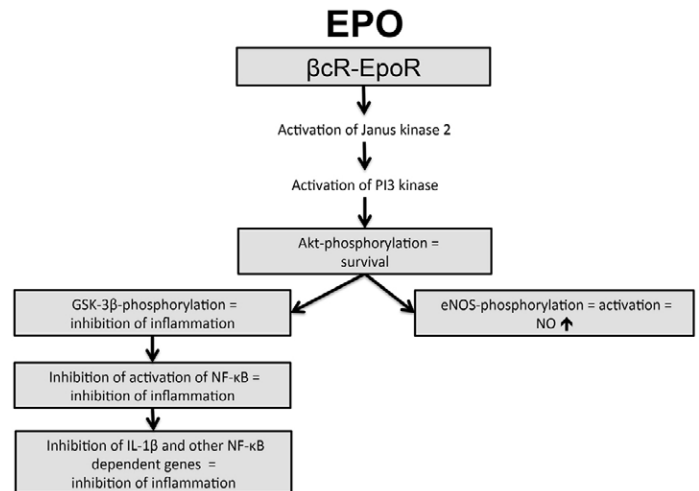 EPO
βcR-EpoR
Activation of Janus kinase 2
Activation of PI3 kinase
Akt-phosphorylation =
survival
GSK-3β-phosphorylation =
inhibition of inflammation
eNOS-phosphorylation = activation =
NO ↑
Inhibition of activation of NF-κB =
inhibition of inflammation
Inhibition of IL-1β and other NF-κB
dependent genes =
inhibition of inflammation